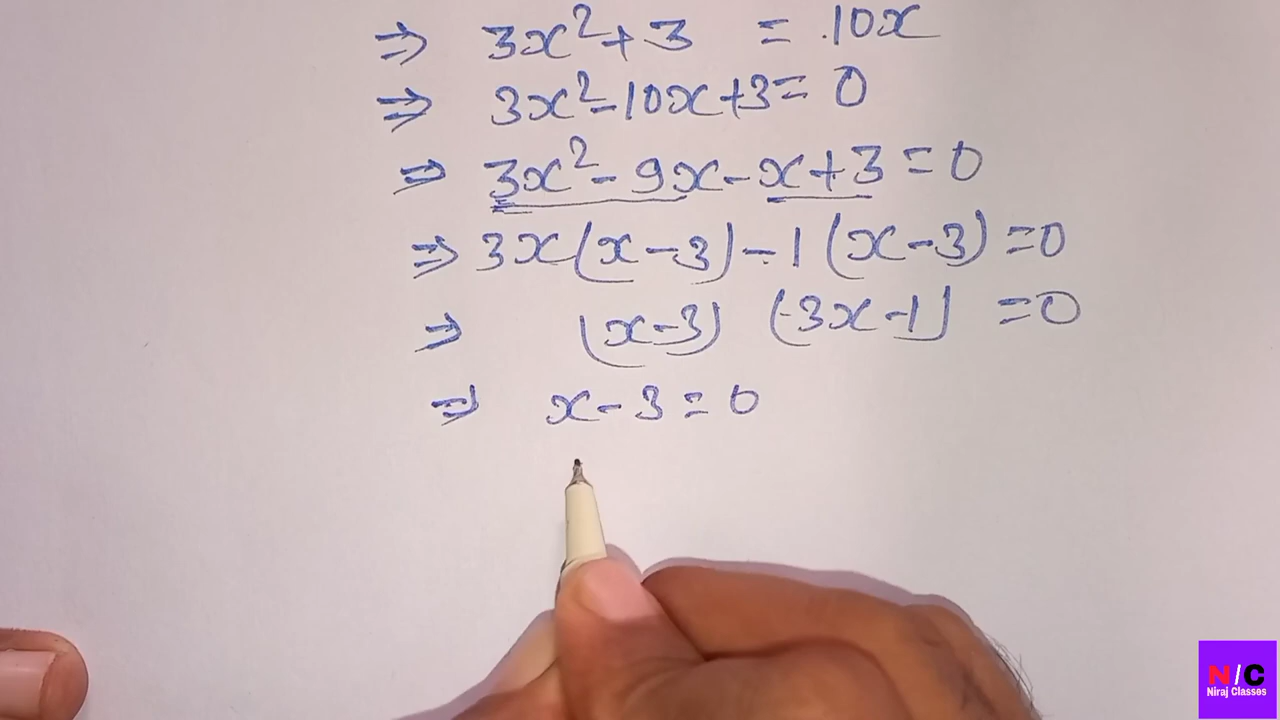 ⇒ 3x²+3 = 10x
⇒ 3x²-10x+3=0
⇒ 3x²-9x-x+3=0
⇒ 3x(x-3)-1(x-3)=0
⇒ (x-3) (3x-1) =0
⇒ x-3=0
N/C
Niraj Classes